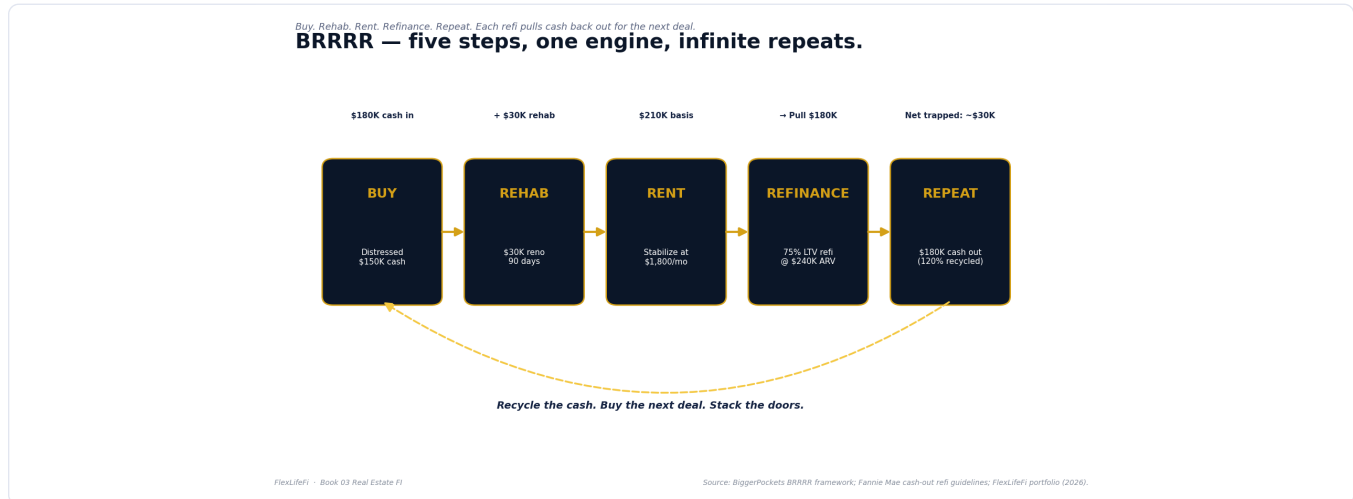 Buy. Rehab. Rent. Refinance. Repeat. Each refi pulls cash back out for the next deal.
BRRRR — five steps, one engine, infinite repeats.
$180K cash in
+ $30K rehab
$210K basis
→ Pull $180K
Net trapped: ~$30K
BUY
Distressed
$150K cash
REHAB
$30K reno
90 days
RENT
Stabilize at
$1,800/mo
REFINANCE
75% LTV refi
@ $240K ARV
REPEAT
$180K cash out
(120% recycled)
Recycle the cash. Buy the next deal. Stack the doors.
FlexLifeFi · Book 03 Real Estate FI
Source: BiggerPockets BRRRR framework; Fannie Mae cash-out refi guidelines; FlexLifeFi portfolio (2026).